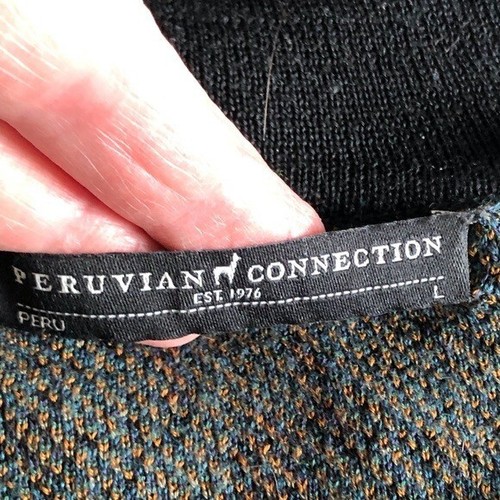 PERUVIAN CONNECTION
EST. 1976
PERU L